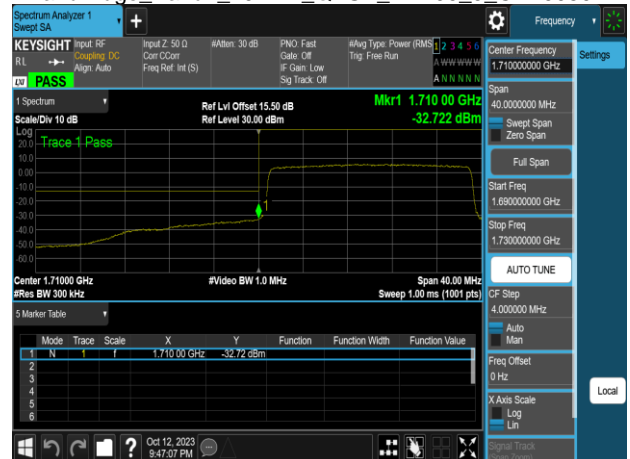 Spectrum Analyzer 1
Swept SA
+
Frequency
KEYSIGHT
RL
LXI
PASS
Input: RF
Coupling: DC
Align: Auto
Input Z: 50 Ω
Corr CCorr
Freq Ref: Int (S)
#Atten: 30 dB
PNO: Fast
Gate: Off
IF Gain: Low
Sig Track: Off
#Avg Type: Power (RMS
Trig: Free Run
1 2 3 4 5 6
A W W W W W
A N N N N N
1 Spectrum
Scale/Div 10 dB
Ref Lvl Offset 15.50 dB
Ref Level 30.00 dBm
Mkr1 1.710 00 GHz
-32.722 dBm
Log
Trace 1 Pass
20.0
10.0
0.00
-10.0
-20.0
-30.0
-40.0
-50.0
-60.0
1
Center 1.71000 GHz
#Res BW 300 kHz
#Video BW 1.0 MHz
Span 40.00 MHz
Sweep 1.00 ms (1001 pts)
5 Marker Table
Mode Trace Scale X Y Function Function Width Function Value
1 N 1 f 1.710 00 GHz -32.72 dBm
2
3
4
5
6
Oct 12, 2023
9:47:07 PM
Center Frequency
1.710000000 GHz
Span
40.0000000 MHz
Swept Span
Zero Span
Full Span
Start Freq
1.690000000 GHz
Stop Freq
1.730000000 GHz
AUTO TUNE
CF Step
4.000000 MHz
Auto
Man
Freq Offset
0 Hz
X Axis Scale
Log
Lin
Signal Track
Settings
Local